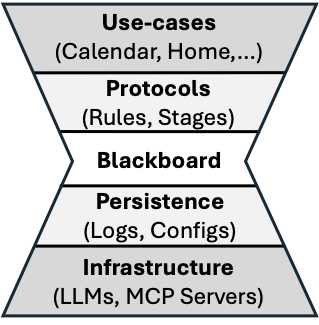 Use-cases
(Calendar, Home,...)
Protocols
(Rules, Stages)
Blackboard
Persistence
(Logs, Configs)
Infrastructure
(LLMs, MCP Servers)